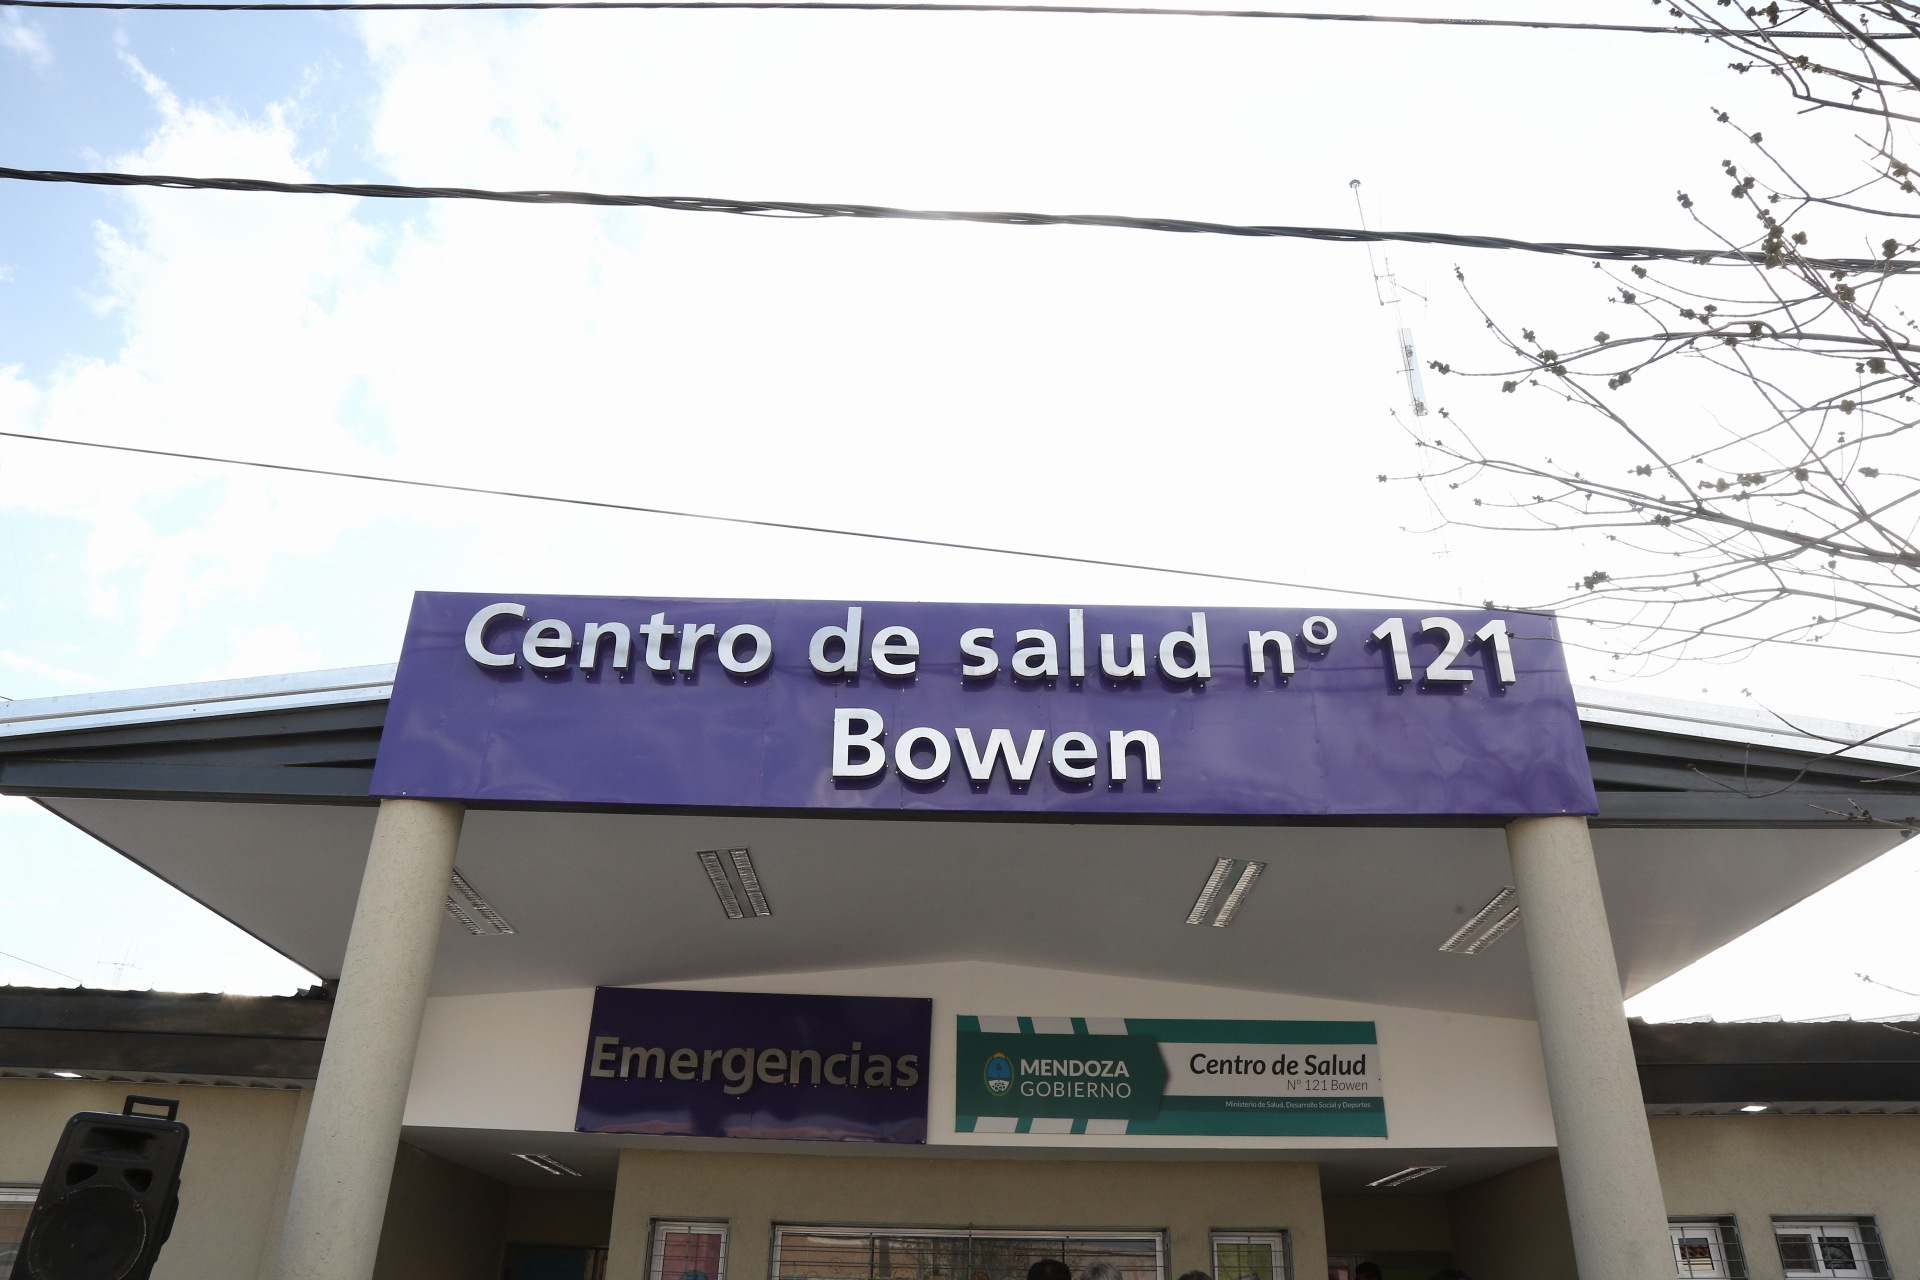 Centro de salud nº 121
Bowen
Emergencias
MENDOZA
GOBIERNO
Centro de Salud
Nº 121 Bowen
Ministerio de Salud, Desarrollo Social y Deportes